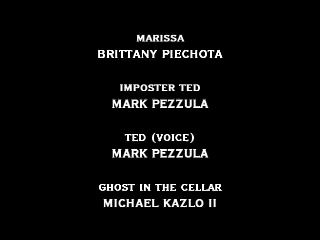 MARISSA
BRITTANY PIECHOTA
IMPOSTER TED
MARK PEZZULA
TED (VOICE)
MARK PEZZULA
GHOST IN THE CELLAR
MICHAEL KAZLO II